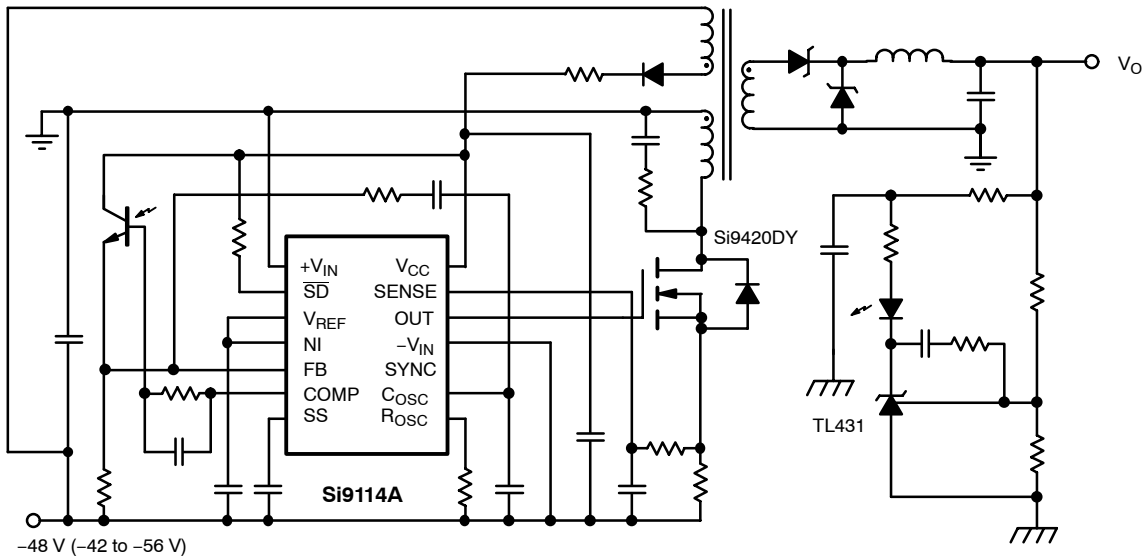 V_O
Si9420DY
+V_IN
V_CC
S̅D̅
SENSE
V_REF
OUT
NI
−V_IN
FB
SYNC
COMP
C_OSC
SS
R_OSC
Si9114A
TL431
−48 V (−42 to −56 V)